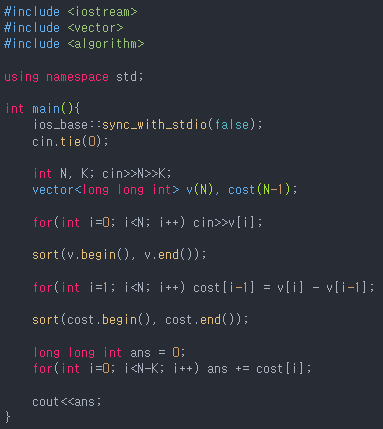 #include <iostream>
#include <vector>
#include <algorithm>
using namespace std;
int main(){
ios_base::sync_with_stdio(false);
cin.tie(0);
int N, K; cin>>N>>K;
vector<long long int> v(N), cost(N-1);
for(int i=0; i<N; i++) cin>>v[i];
sort(v.begin(), v.end());
for(int i=1; i<N; i++) cost[i-1] = v[i] - v[i-1];
sort(cost.begin(), cost.end());
long long int ans = 0;
for(int i=0; i<N-K; i++) ans += cost[i];
cout<<ans;
}